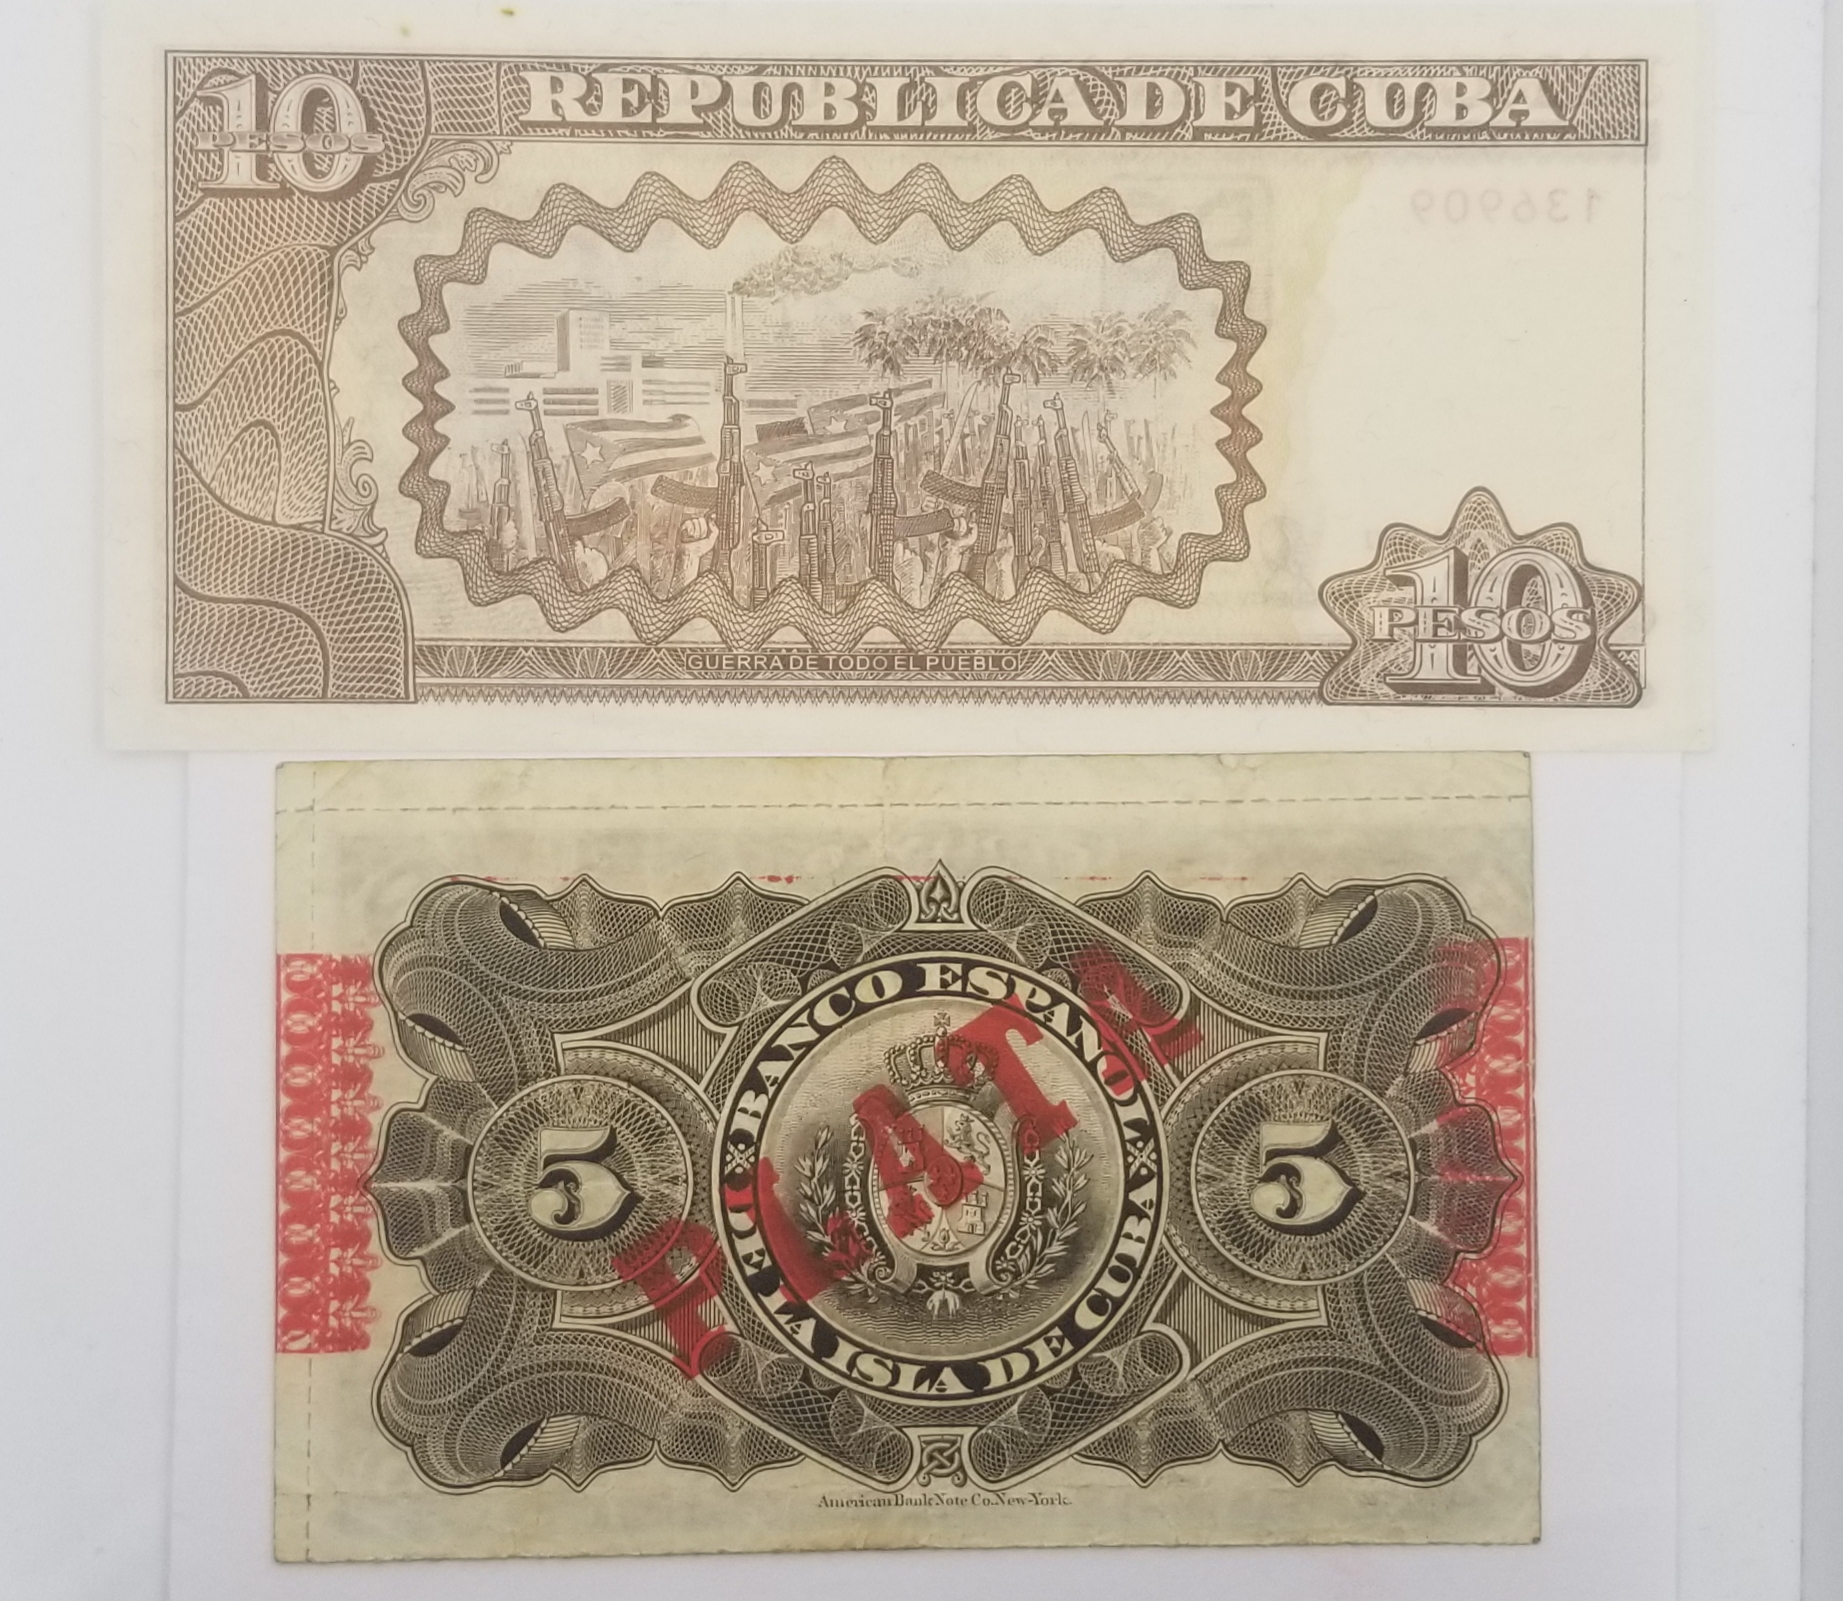 10
PESOS
REPUBLICA DE CUBA
136909
GUERRA DE TODO EL PUEBLO
10
PESOS
BANCO ESPAÑOL
DE LA ISLA DE CUBA
5
5
PLATA
American Bank Note Co. New-York.